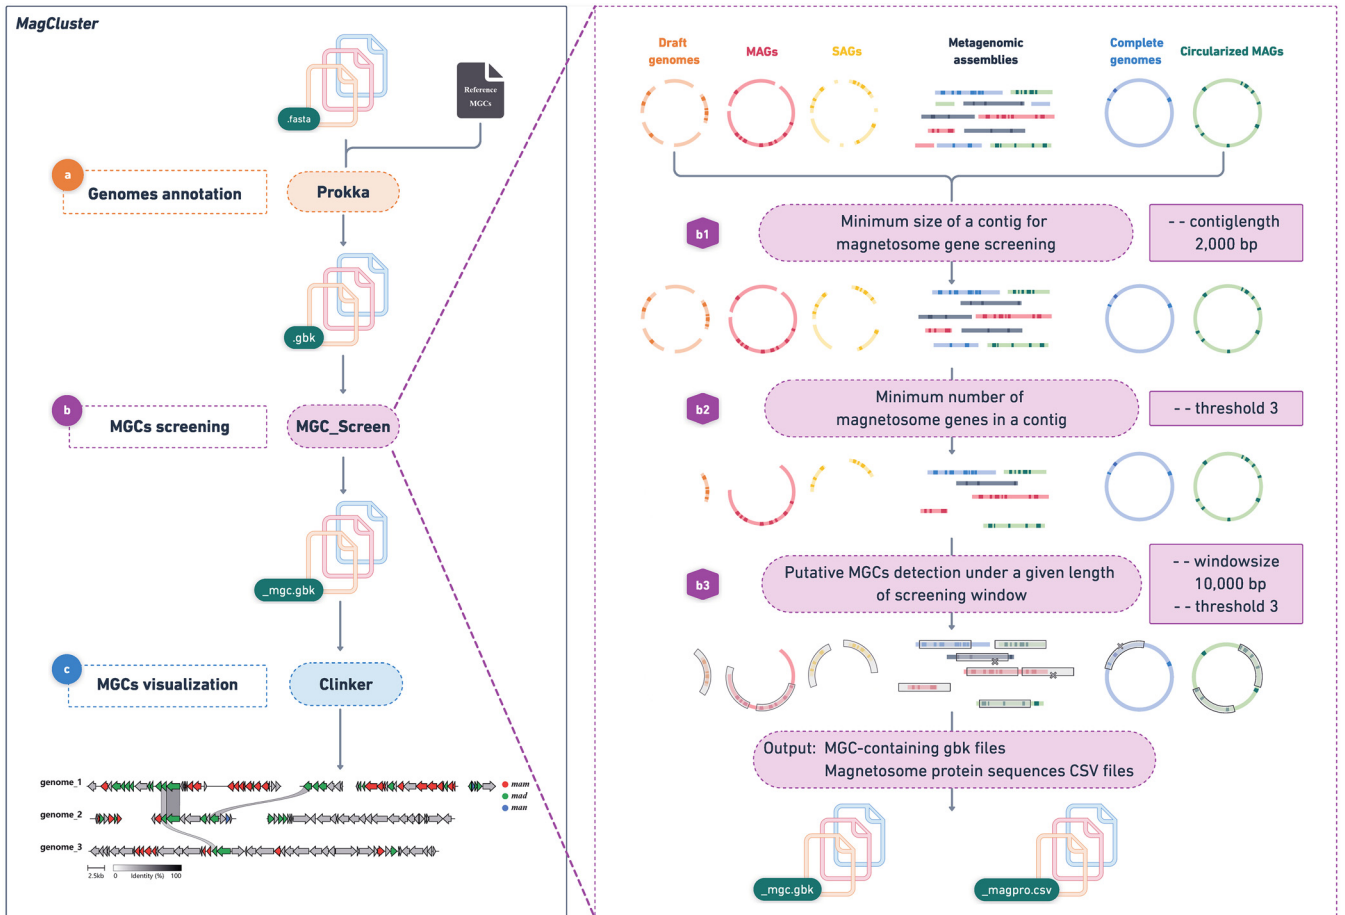 MagCluster
.fasta
Reference
MGCs
a
Genomes annotation
Prokka
.gbk
b
MGCs screening
MGC_Screen
_mgc.gbk
c
MGCs visualization
Clinker
genome_1
genome_2
genome_3
mam
mad
man
2.5kb
0
Identity (%)
100
Draft
genomes
MAGs
SAGs
Metagenomic
assemblies
Complete
genomes
Circularized MAGs
b1
Minimum size of a contig for
magnetosome gene screening
- - contiglength
2,000 bp
b2
Minimum number of
magnetosome genes in a contig
- - threshold 3
b3
Putative MGCs detection under a given length
of screening window
- - windowsize
10,000 bp
- - threshold 3
Output: MGC-containing gbk files
Magnetosome protein sequences CSV files
_mgc.gbk
_magpro.csv